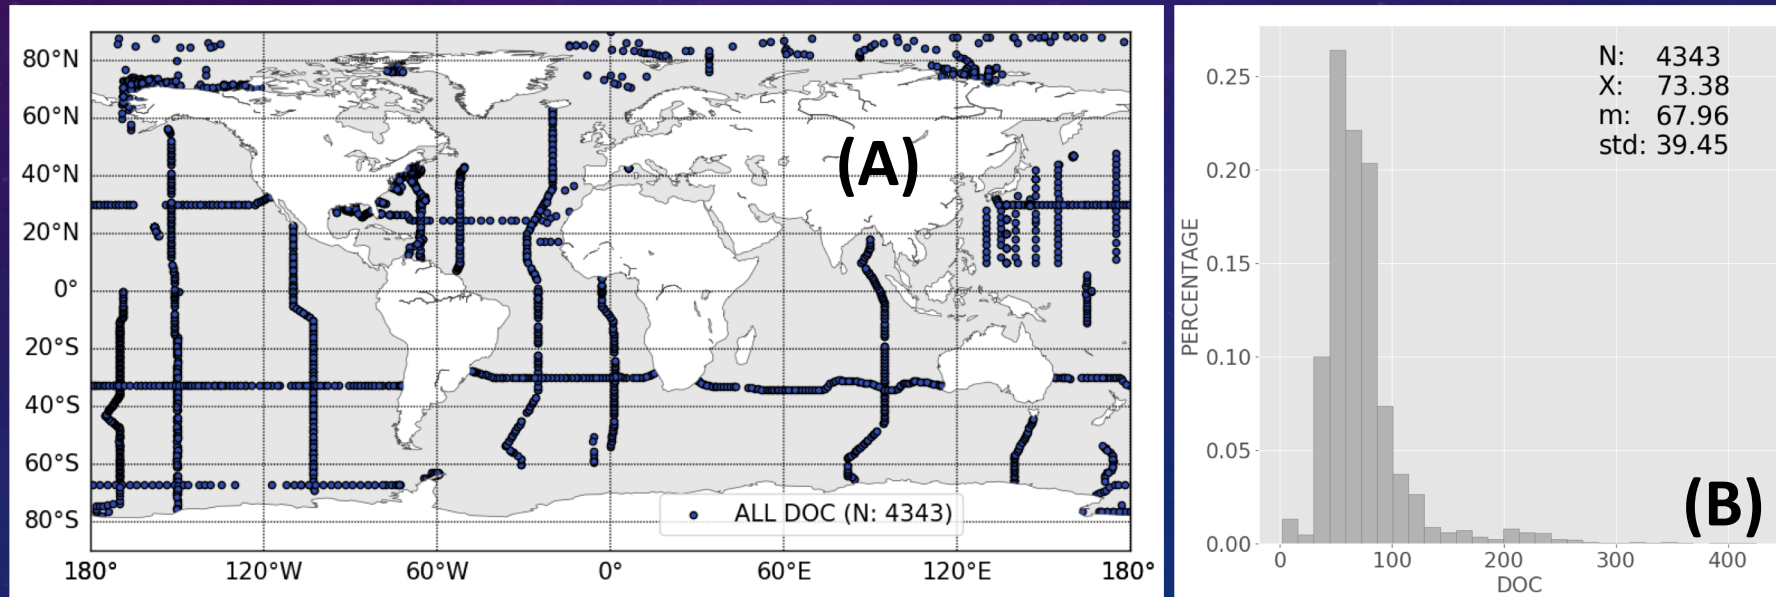 80°N
60°N
40°N
20°N
0°
20°S
40°S
60°S
80°S
180°
120°W
60°W
0°
60°E
120°E
180°
(A)
ALL DOC (N: 4343)
PERCENTAGE
0.25
0.20
0.15
0.10
0.05
0.00
0
100
200
300
400
DOC
N: 4343
X: 73.38
m: 67.96
std: 39.45
(B)